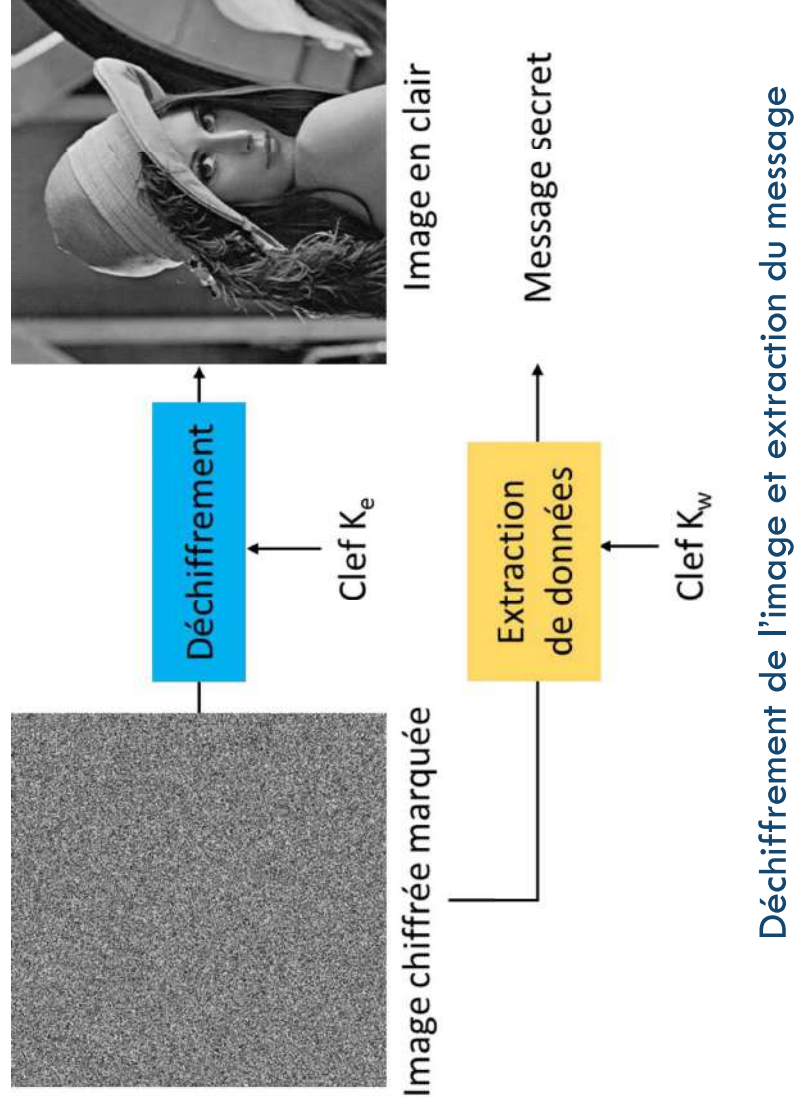 Déchiffrement
Clef Ke
Image en clair
Image chiffrée marquée
Extraction
de données
Clef Kw
Message secret
Déchiffrement de l'image et extraction du message